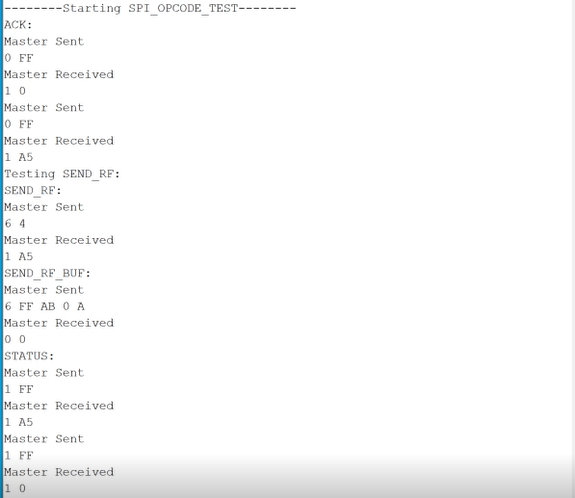 --------Starting SPI_OPCODE_TEST--------
ACK:
Master Sent
0 FF
Master Received
1 0
Master Sent
0 FF
Master Received
1 A5
Testing SEND_RF:
SEND_RF:
Master Sent
6 4
Master Received
1 A5
SEND_RF_BUF:
Master Sent
6 FF AB 0 A
Master Received
0 0
STATUS:
Master Sent
1 FF
Master Received
1 A5
Master Sent
1 FF
Master Received
1 0